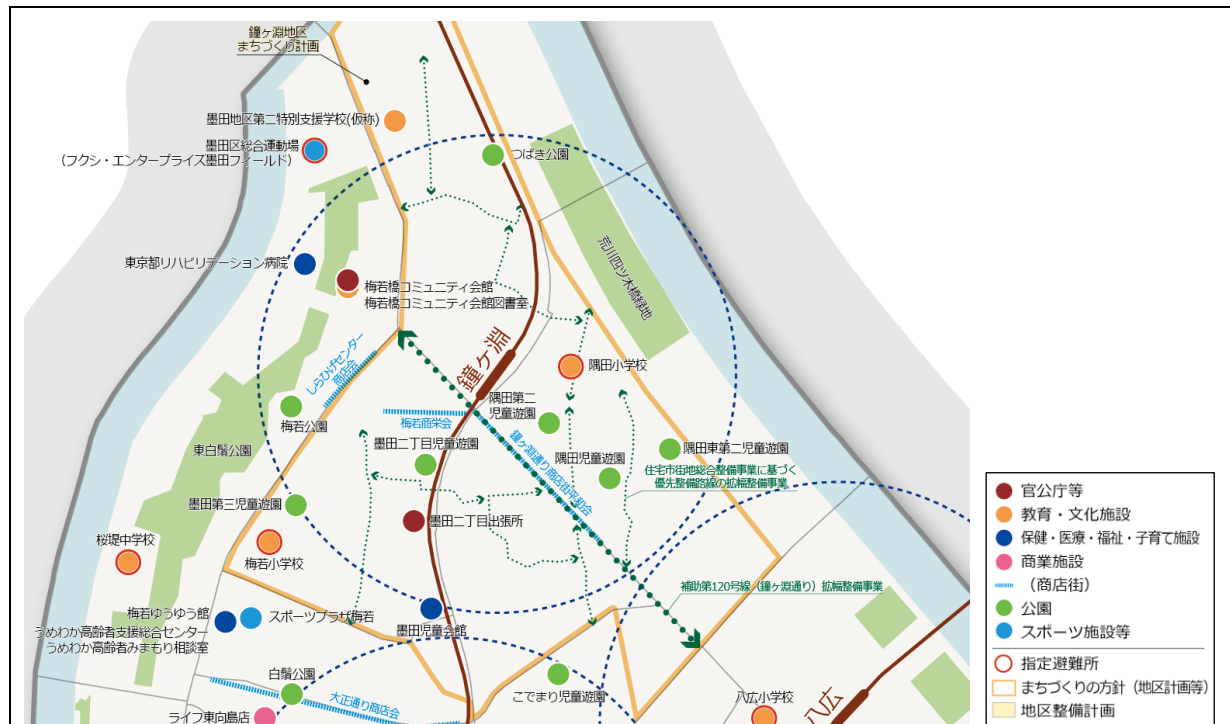 鐘ヶ淵地区
まちづくり計画
墨田地区第二特別支援学校(仮称)
墨田区総合運動場
(フクシ・エンタープライズ墨田フィールド)
つばき公園
荒川四ツ木橋緑地
東京都リハビリテーション病院
梅若橋コミュニティ会館
梅若橋コミュニティ会館図書室
しらひげセンター
商店会
鐘ヶ淵
隅田小学校
梅若公園
梅若商栄会
隅田第二
児童遊園
東白鬚公園
墨田二丁目児童遊園
鐘ヶ淵通り商店街平和会
隅田児童遊園
隅田東第二児童遊園
住宅市街地総合整備事業に基づく
優先整備路線の拡幅整備事業
墨田第三児童遊園
墨田二丁目出張所
桜堤中学校
梅若小学校
補助第120号線(鐘ヶ淵通り)拡幅整備事業
梅若ゆうゆう館
うめわか高齢者支援総合センター
うめわか高齢者みまもり相談室
スポーツプラザ梅若
墨田児童会館
白鬚公園
大正通り商店会
こでまり児童遊園
八広小学校
八広
ライフ東向島店
官公庁等
教育・文化施設
保健・医療・福祉・子育て施設
商業施設
(商店街)
公園
スポーツ施設等
指定避難所
まちづくりの方針(地区計画等)
地区整備計画